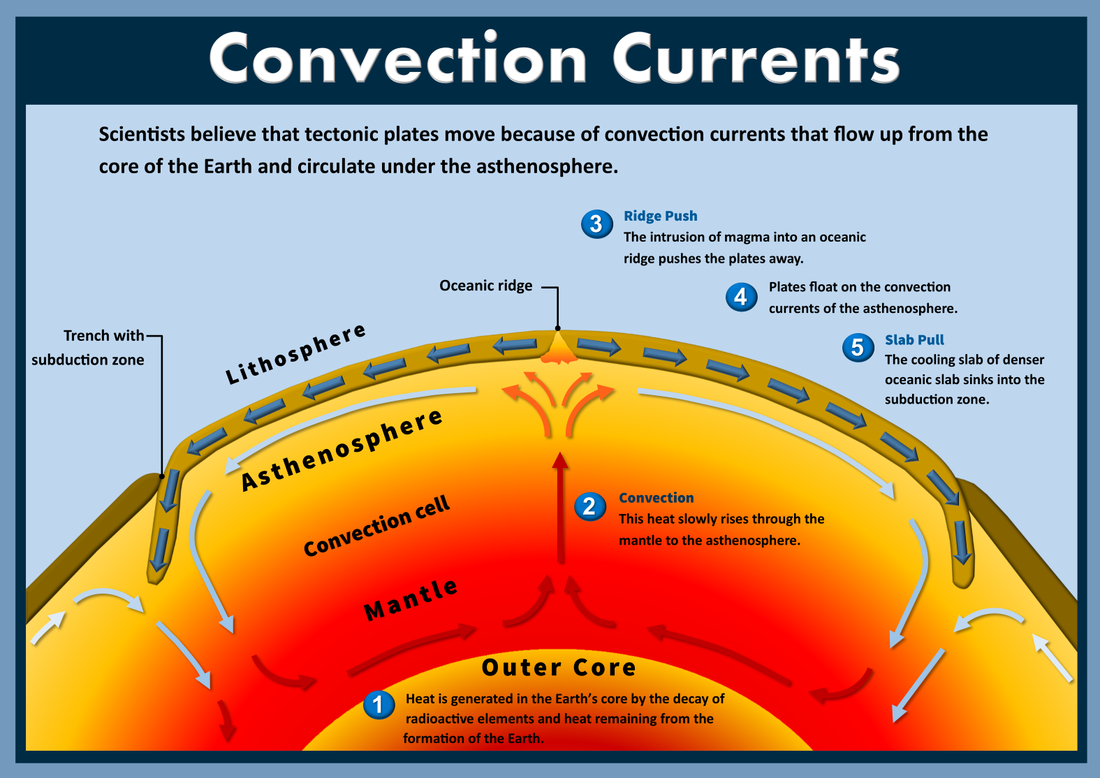 Convection Currents
Scientists believe that tectonic plates move because of convection currents that flow up from the
core of the Earth and circulate under the asthenosphere.
3
Ridge Push
The intrusion of magma into an oceanic
ridge pushes the plates away.
Oceanic ridge
4
Plates float on the convection
currents of the asthenosphere.
Trench with
subduction zone
Lithosphere
5
Slab Pull
The cooling slab of denser
oceanic slab sinks into the
subduction zone.
Asthenosphere
Convection cell
2
Convection
This heat slowly rises through the
mantle to the asthenosphere.
Mantle
Outer Core
1
Heat is generated in the Earth's core by the decay of
radioactive elements and heat remaining from the
formation of the Earth.